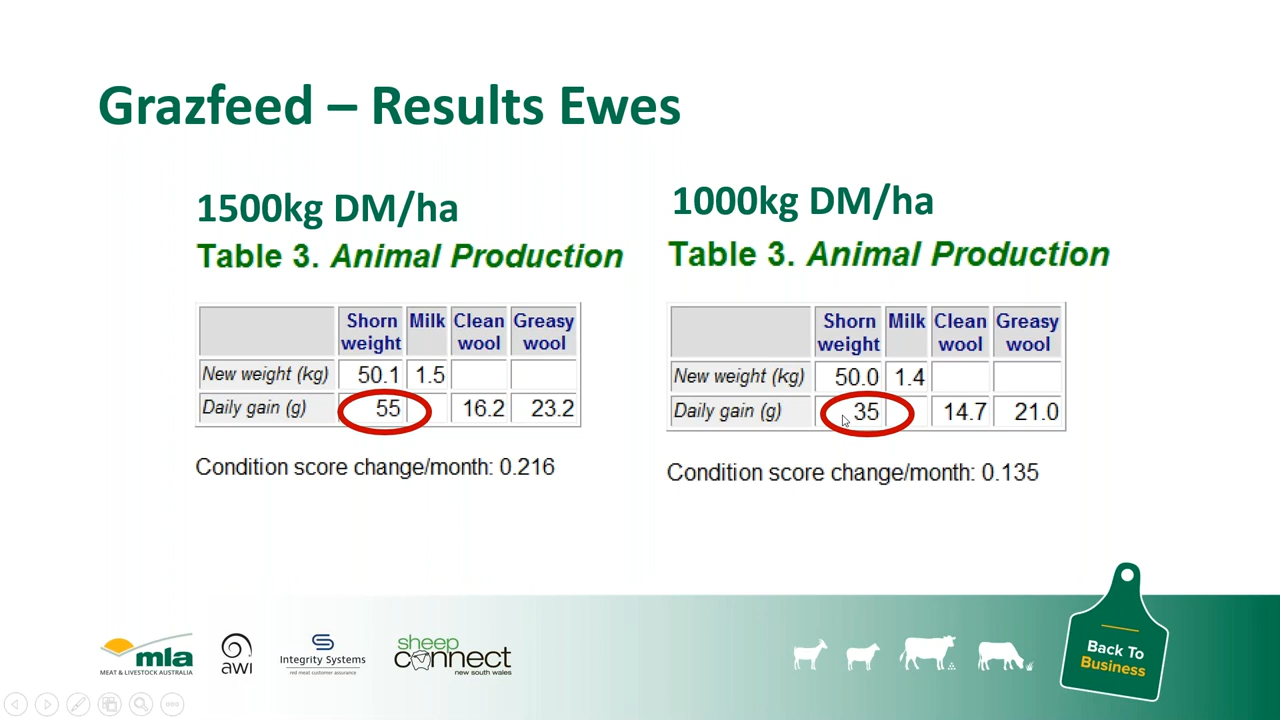 Grazfeed – Results Ewes
1500kg DM/ha
Table 3. Animal Production
Shorn weight Milk Clean wool Greasy wool
New weight (kg) 50.1 1.5
Daily gain (g) 55 16.2 23.2
Condition score change/month: 0.216
1000kg DM/ha
Table 3. Animal Production
Shorn weight Milk Clean wool Greasy wool
New weight (kg) 50.0 1.4
Daily gain (g) 35 14.7 21.0
Condition score change/month: 0.135
mla
MEAT & LIVESTOCK AUSTRALIA
awi
Integrity Systems
red meat customer assurance
sheep
connect
new south wales
Back To
Business